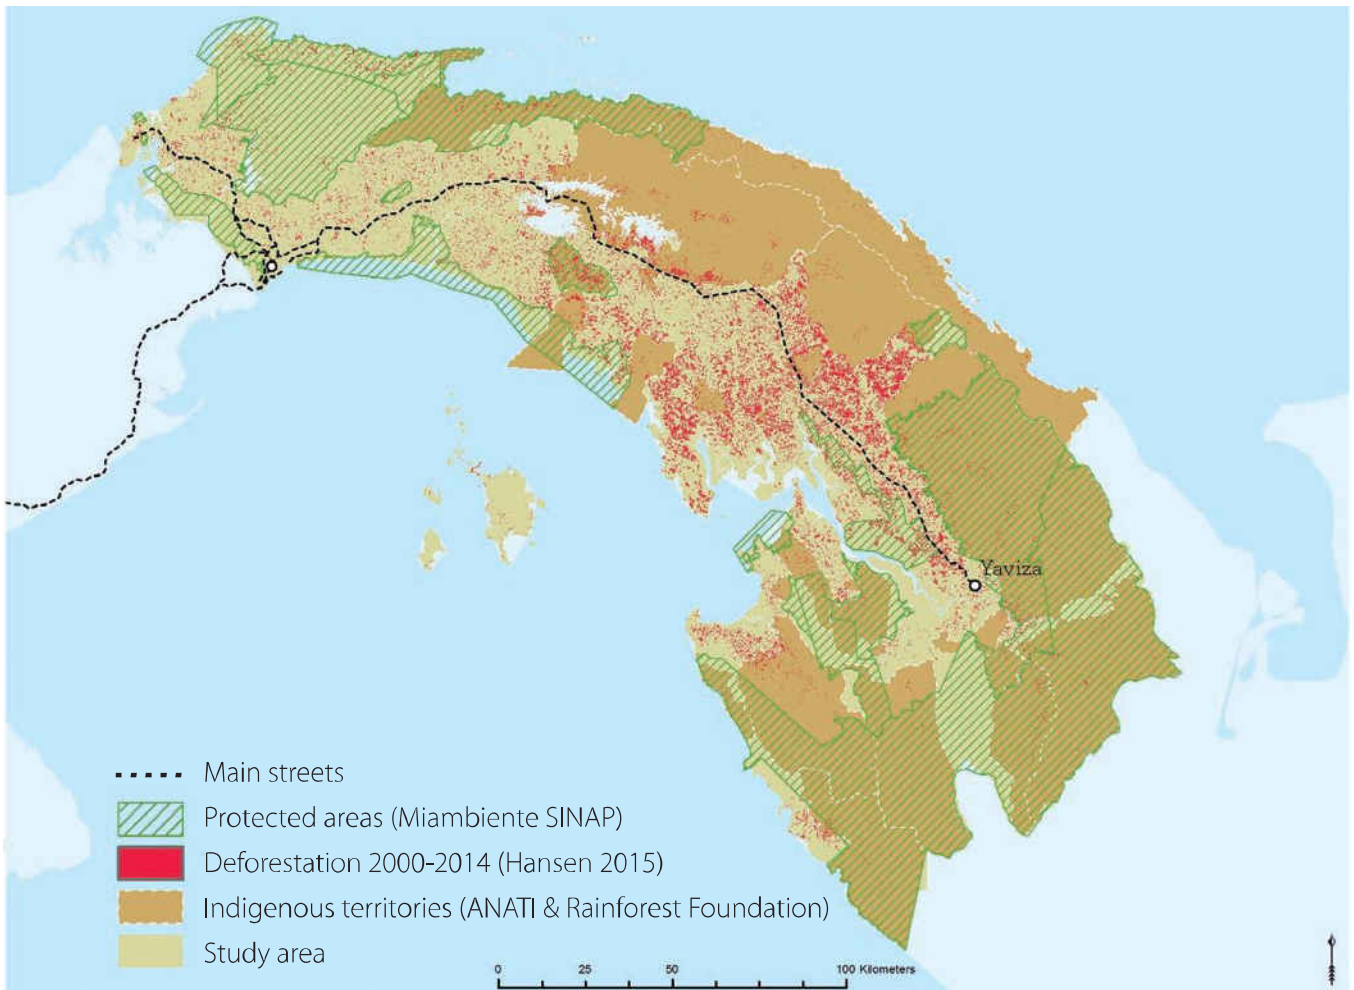 Yaviza
Main streets
Protected areas (Miambiente SINAP)
Deforestation 2000-2014 (Hansen 2015)
Indigenous territories (ANATI & Rainforest Foundation)
Study area
0 25 50 100 Kilometers